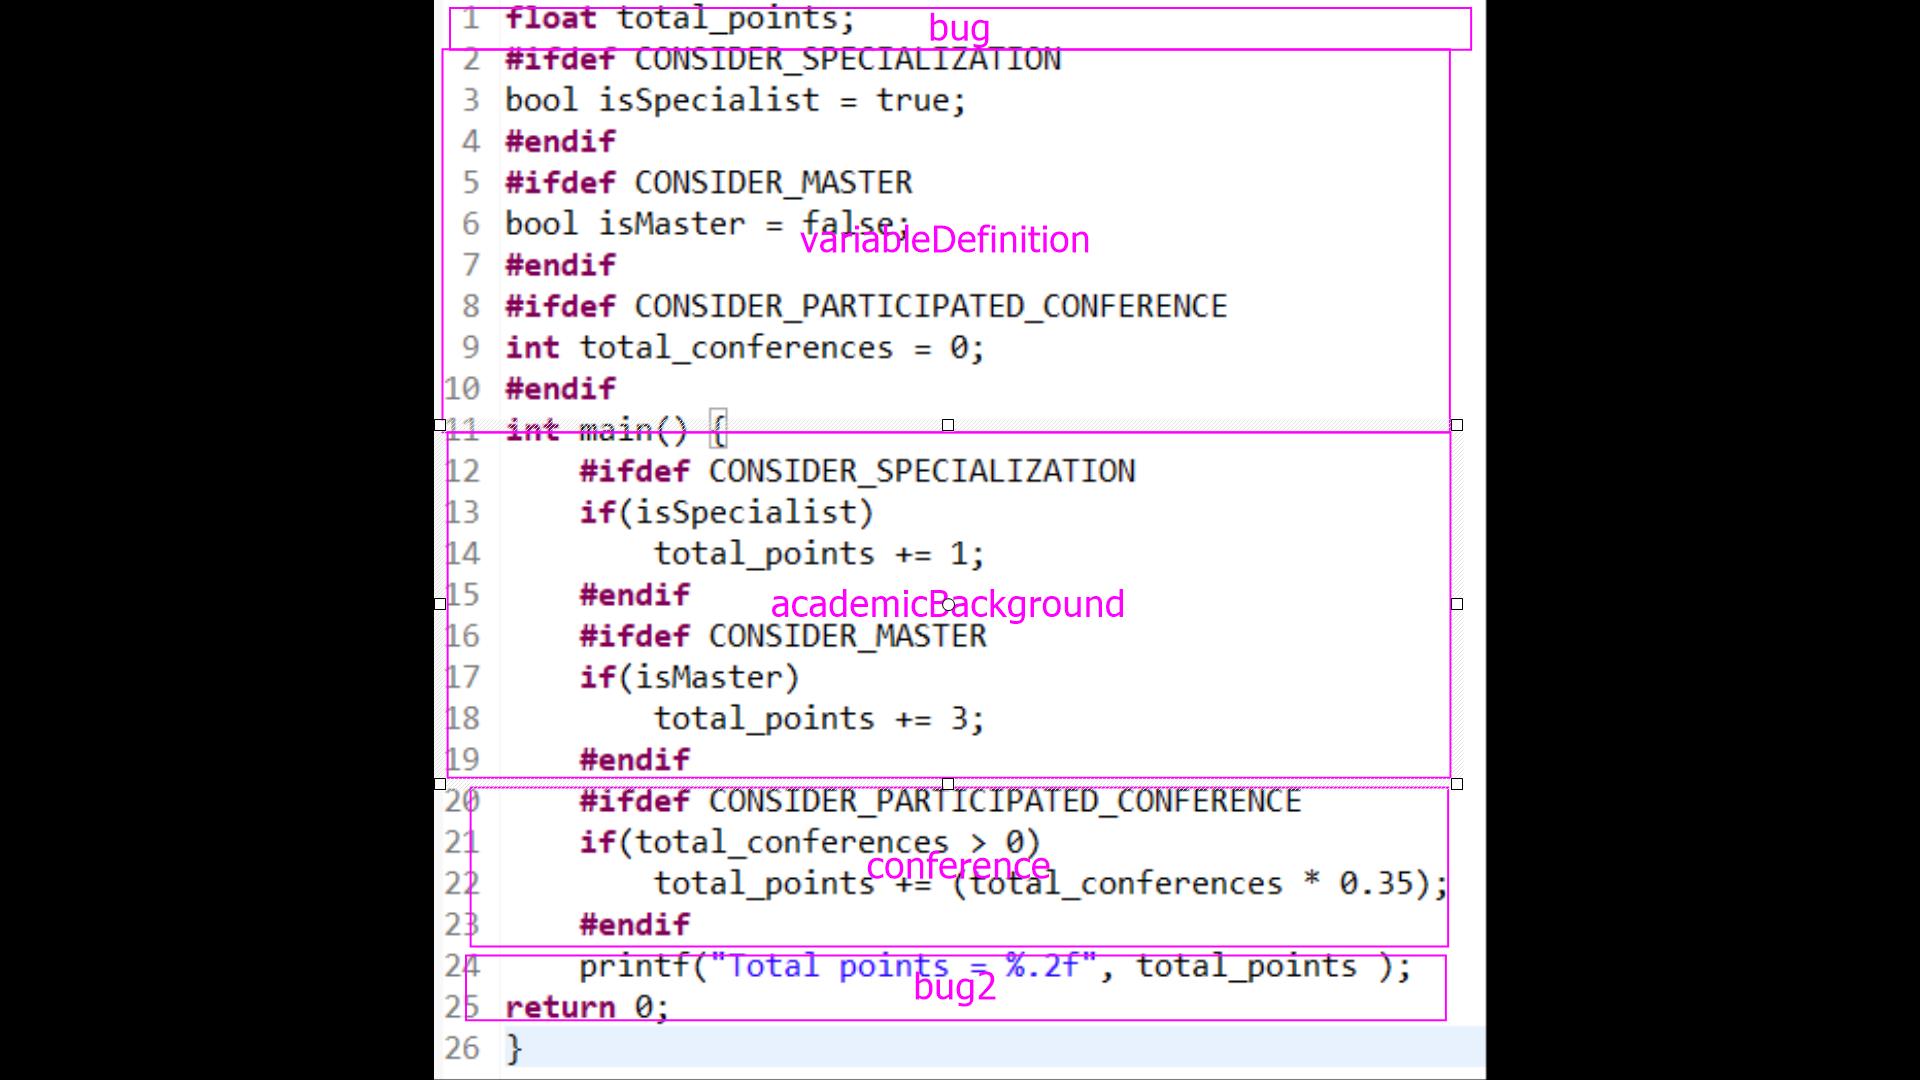 1 float total_points;
bug
2 #ifdef CONSIDER_SPECIALIZATION
3 bool isSpecialist = true;
4 #endif
5 #ifdef CONSIDER_MASTER
6 bool isMaster = false;
variableDefinition
7 #endif
8 #ifdef CONSIDER_PARTICIPATED_CONFERENCE
9 int total_conferences = 0;
10 #endif
11 int main() {
12 #ifdef CONSIDER_SPECIALIZATION
13 if(isSpecialist)
14 total_points += 1;
15 #endif
academicBackground
16 #ifdef CONSIDER_MASTER
17 if(isMaster)
18 total_points += 3;
19 #endif
20 #ifdef CONSIDER_PARTICIPATED_CONFERENCE
21 if(total_conferences > 0)
conference
22 total_points += (total_conferences * 0.35);
23 #endif
24 printf("Total points = %.2f", total_points );
bug2
25 return 0;
26 }